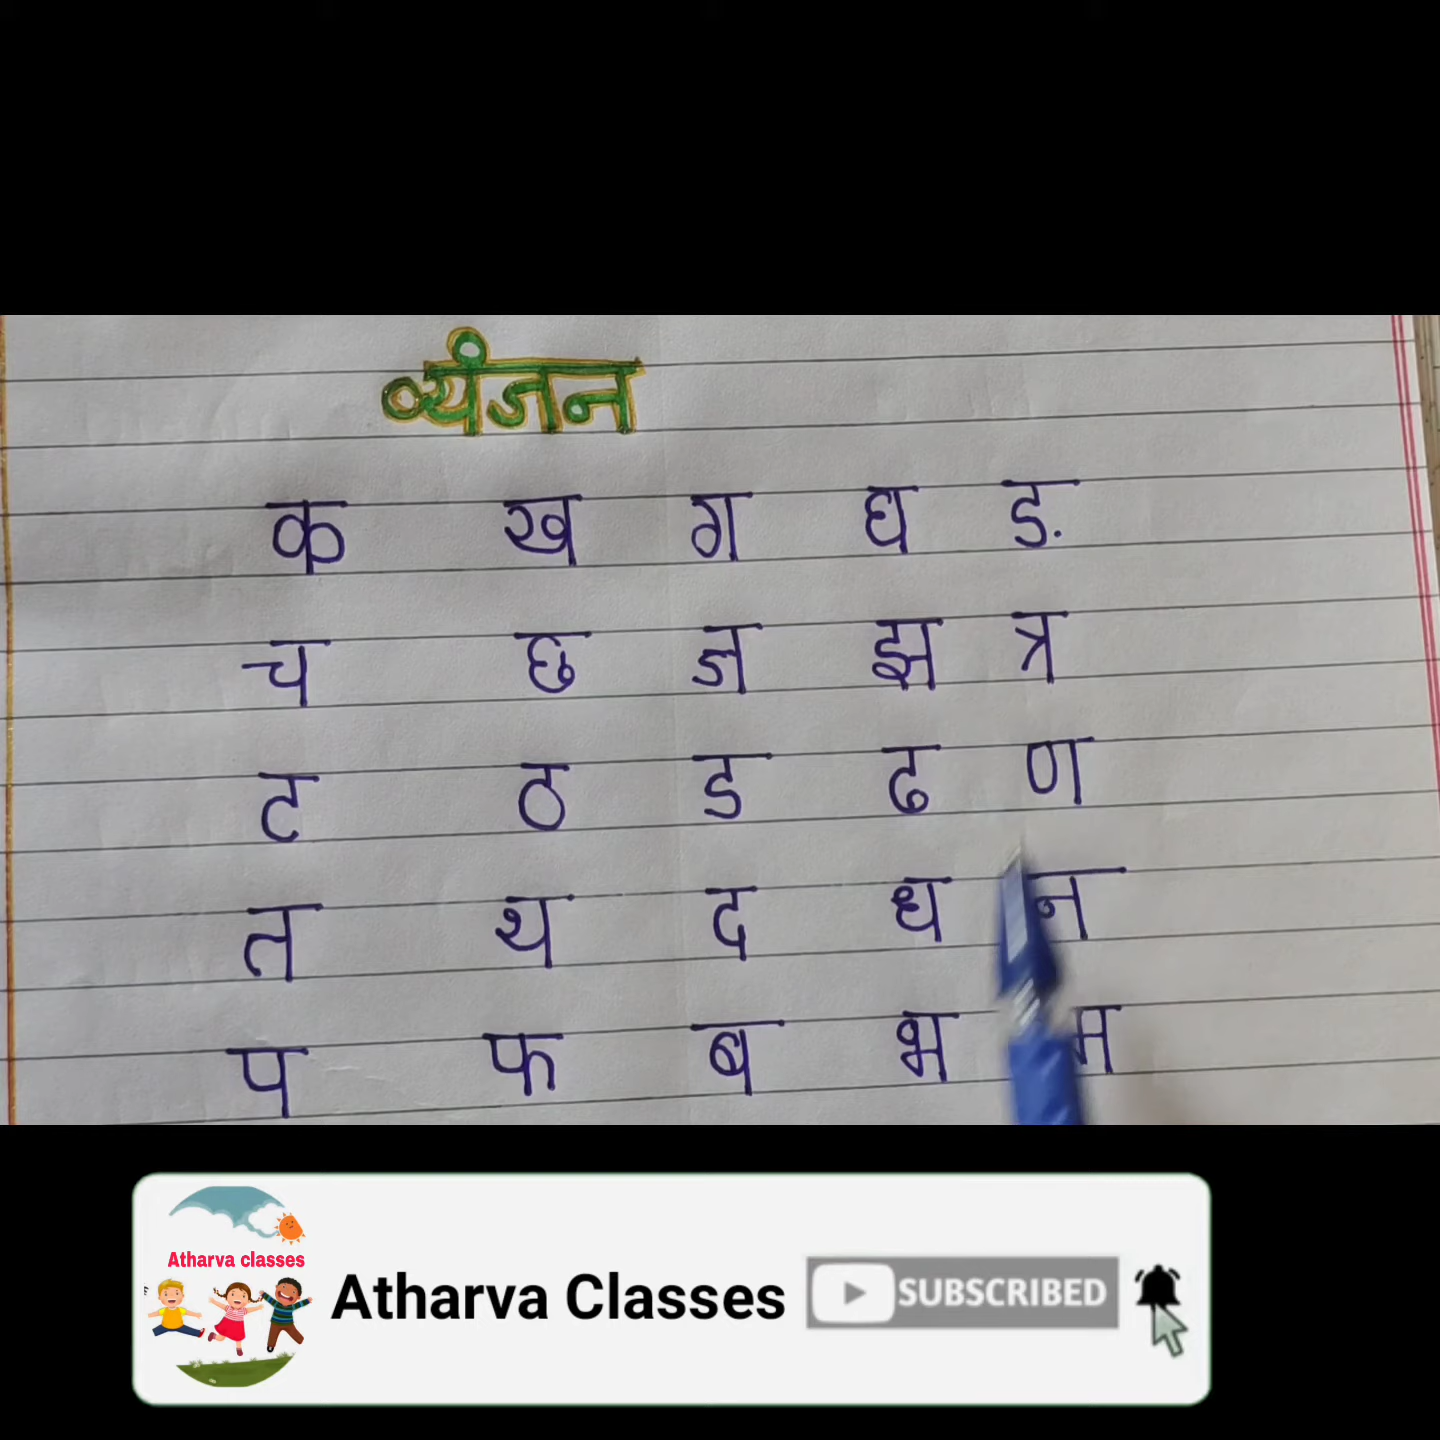 व्यंजन
क ख ग घ ङ
च छ ज झ त्र
ट ठ ड ढ ण
त थ द ध न
प फ ब भ म
Atharva classes
Atharva Classes SUBSCRIBED